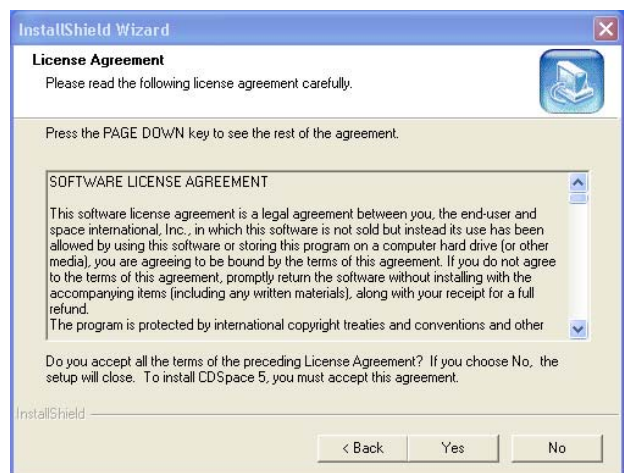 InstallShield Wizard
License Agreement
Please read the following license agreement carefully.
Press the PAGE DOWN key to see the rest of the agreement.
SOFTWARE LICENSE AGREEMENT
This software license agreement is a legal agreement between you, the end-user and
space international, Inc., in which this software is not sold but instead its use has been
allowed by using this software or storing this program on a computer hard drive (or other
media), you are agreeing to be bound by the terms of this agreement. If you do not agree
to the terms of this agreement, promptly return the software without installing with the
accompanying items (including any written materials), along with your receipt for a full
refund.
The program is protected by international copyright treaties and conventions and other
Do you accept all the terms of the preceding License Agreement? If you choose No, the
setup will close. To install CDSpace 5, you must accept this agreement.
InstallShield
< Back
Yes
No